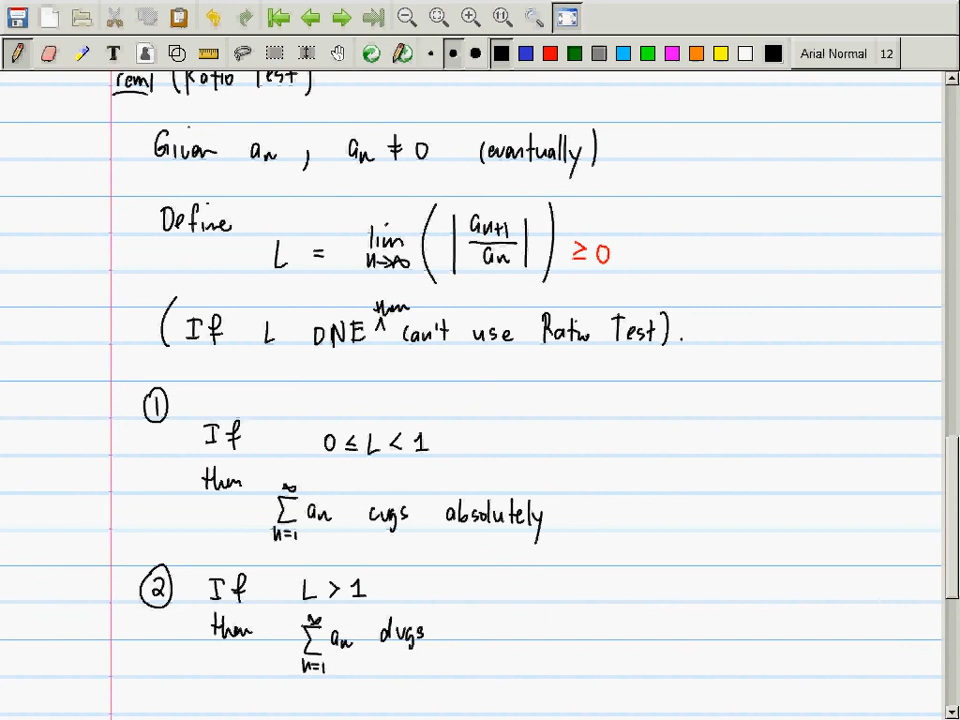 Arial Normal 12
(Ratio Test)
Given an , an ≠ 0 (eventually)
Define
L = lim n→∞ ( | an+1 / an | ) ≥ 0
(If L DNE ^then can't use Ratio Test).
①
If 0 ≤ L < 1
then
∞ ∑ n=1 an cvgs absolutely
② If L > 1
then ∞ ∑ n=1 an dvgs